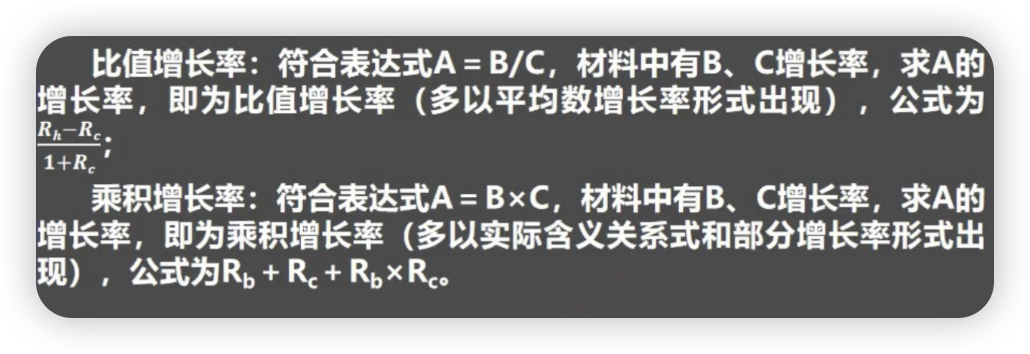 比值增长率：符合表达式A = B/C，材料中有B、C增长率，求A的
增长率，即为比值增长率（多以平均数增长率形式出现），公式为
$\frac{R_h-R_c}{1+R_c}$；
乘积增长率：符合表达式A = B×C，材料中有B、C增长率，求A的
增长率，即为乘积增长率（多以实际含义关系式和部分增长率形式出
现），公式为R_b + R_c + R_b×R_c。